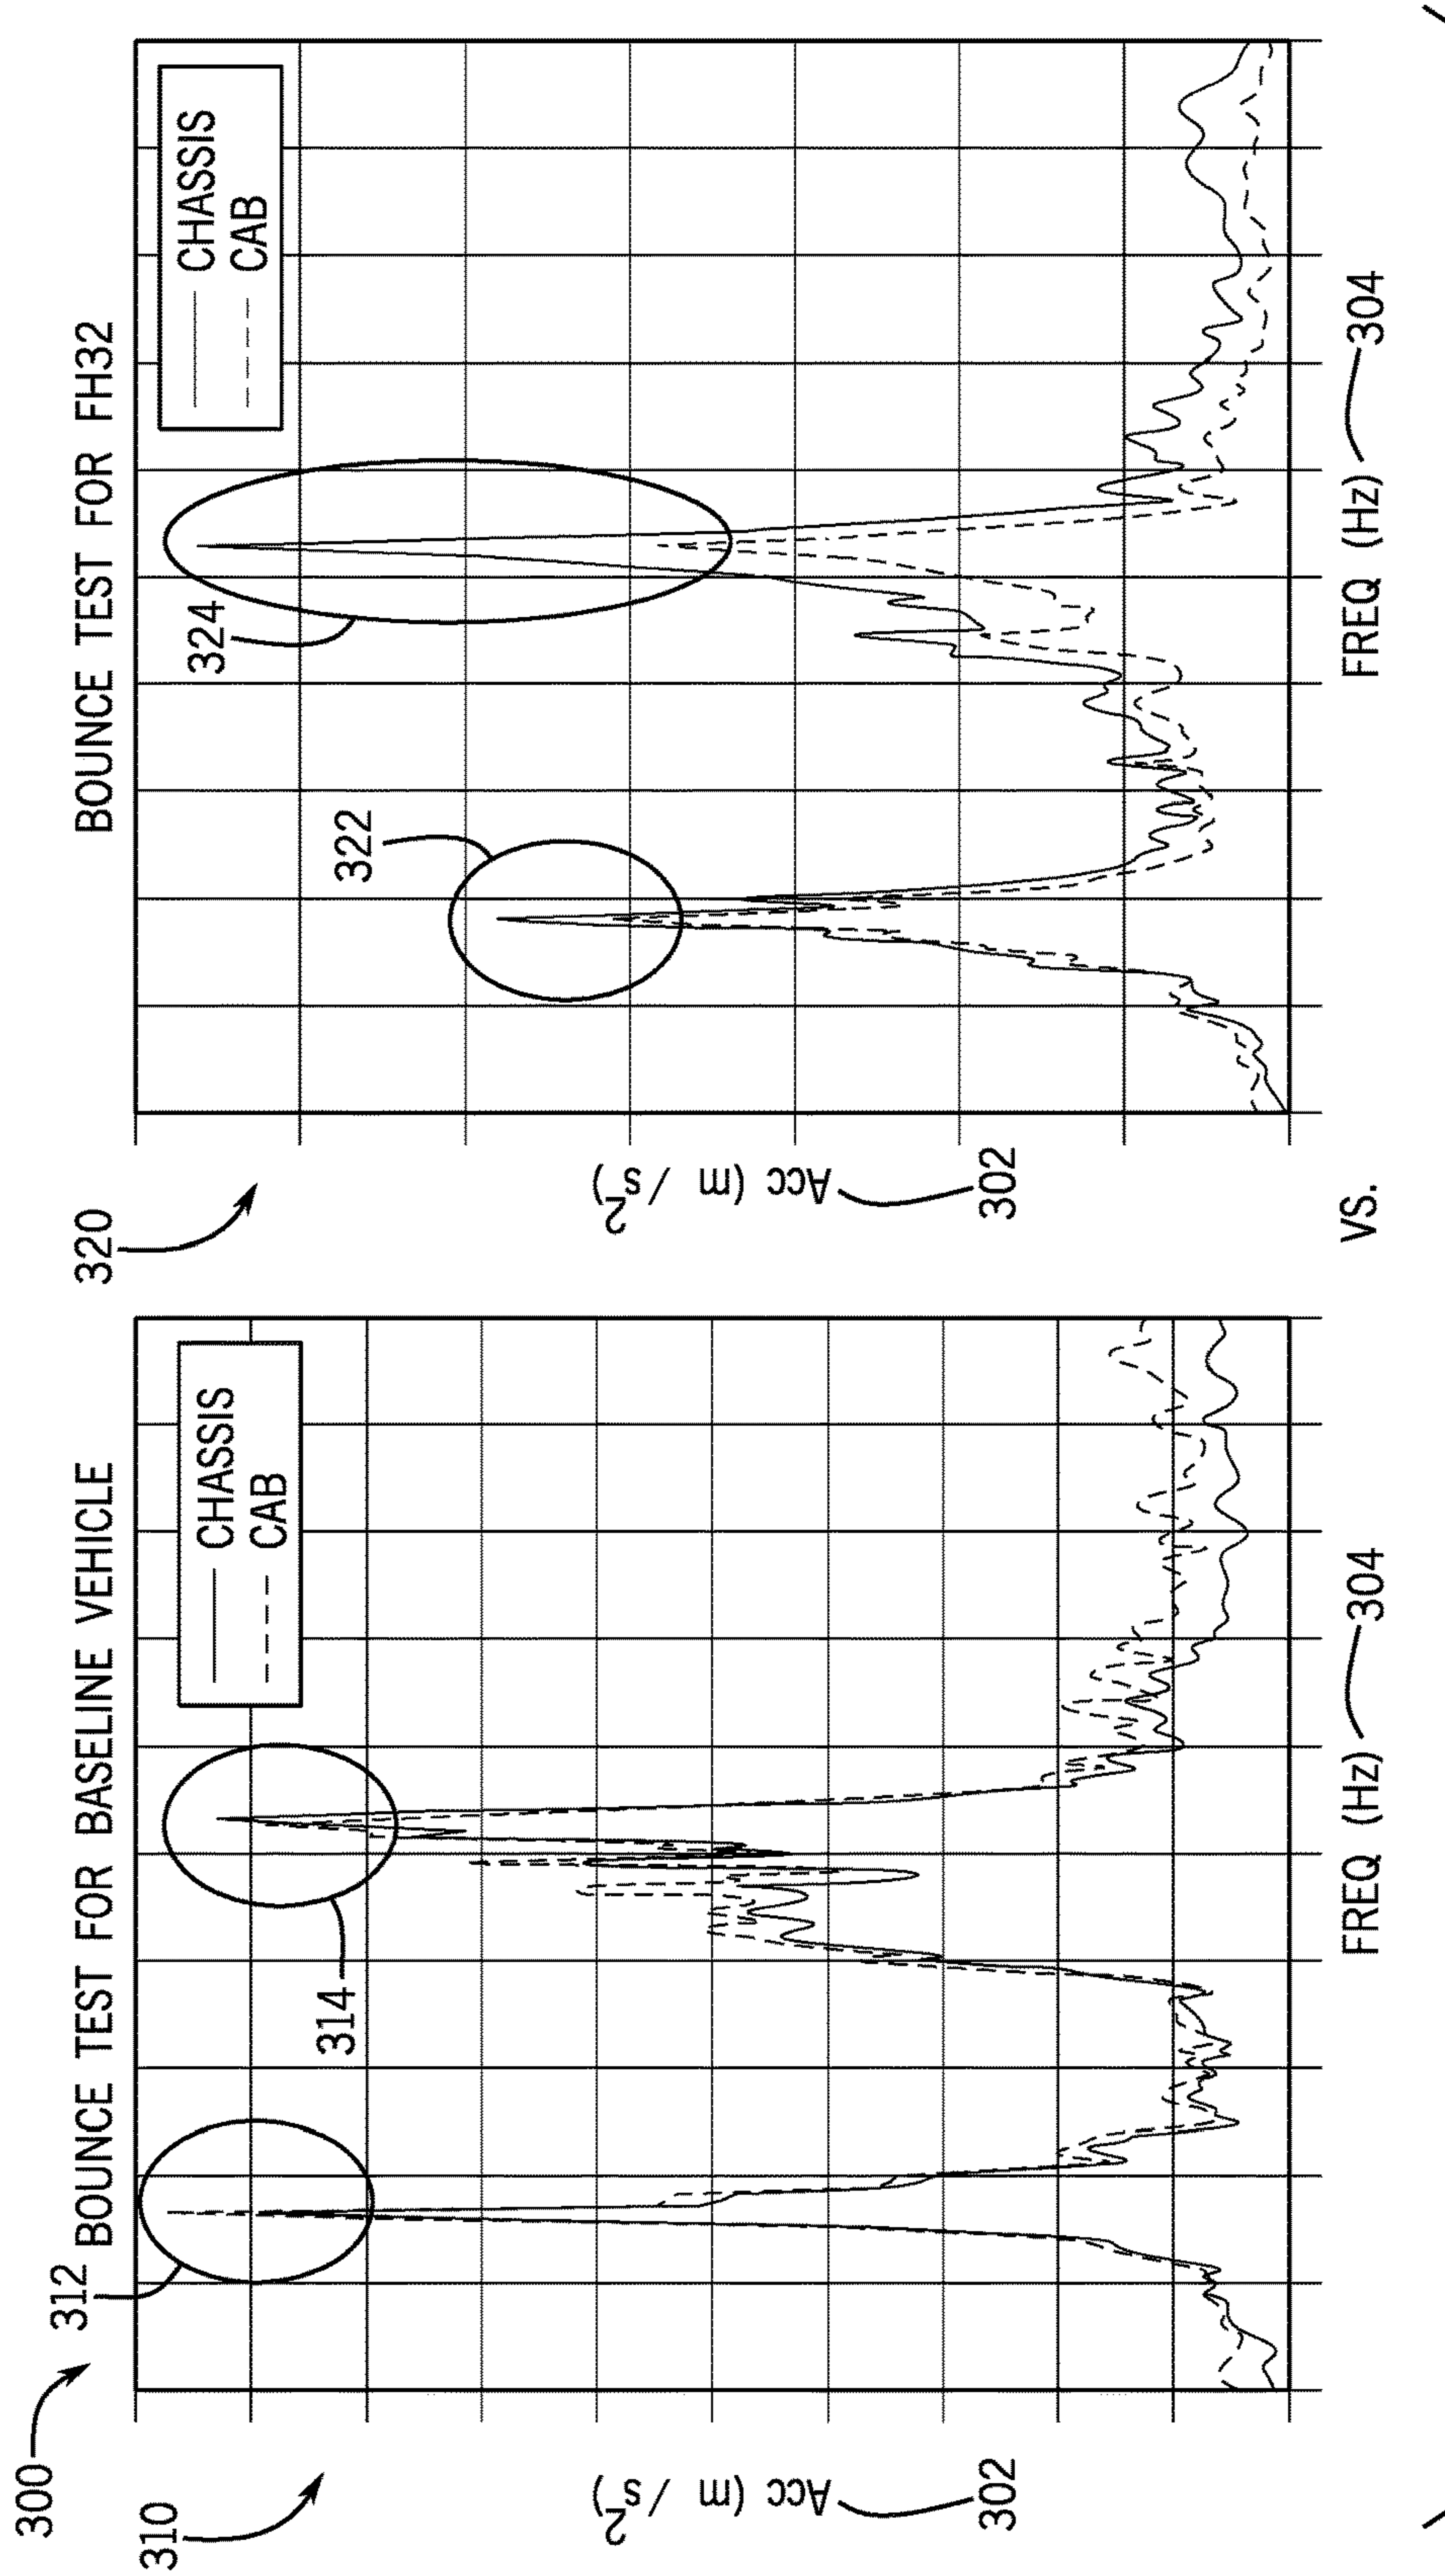 300
310
312
BOUNCE TEST FOR BASELINE VEHICLE
CHASSIS
CAB
314
Acc (m /s2)
302
FREQ (Hz)
304
VS.
320
BOUNCE TEST FOR FH32
CHASSIS
CAB
322
324
Acc (m /s2)
302
FREQ (Hz)
304